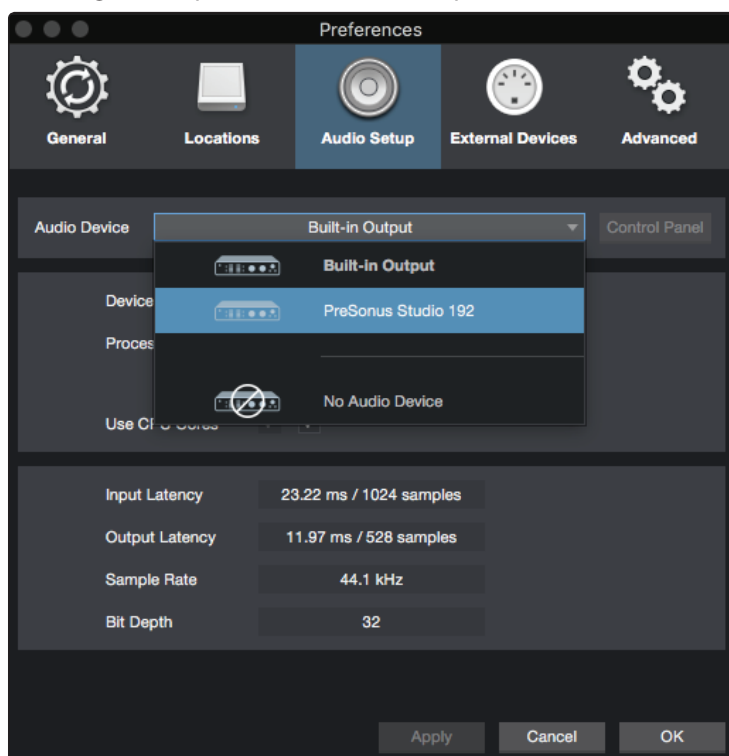 Preferences
General Locations Audio Setup External Devices Advanced
Audio Device Built-in Output Control Panel
Built-in Output
Device PreSonus Studio 192
Proces
No Audio Device
Use
Input Latency 23.22 ms / 1024 samples
Output Latency 11.97 ms / 528 samples
Sample Rate 44.1 kHz
Bit Depth 32
Apply Cancel OK